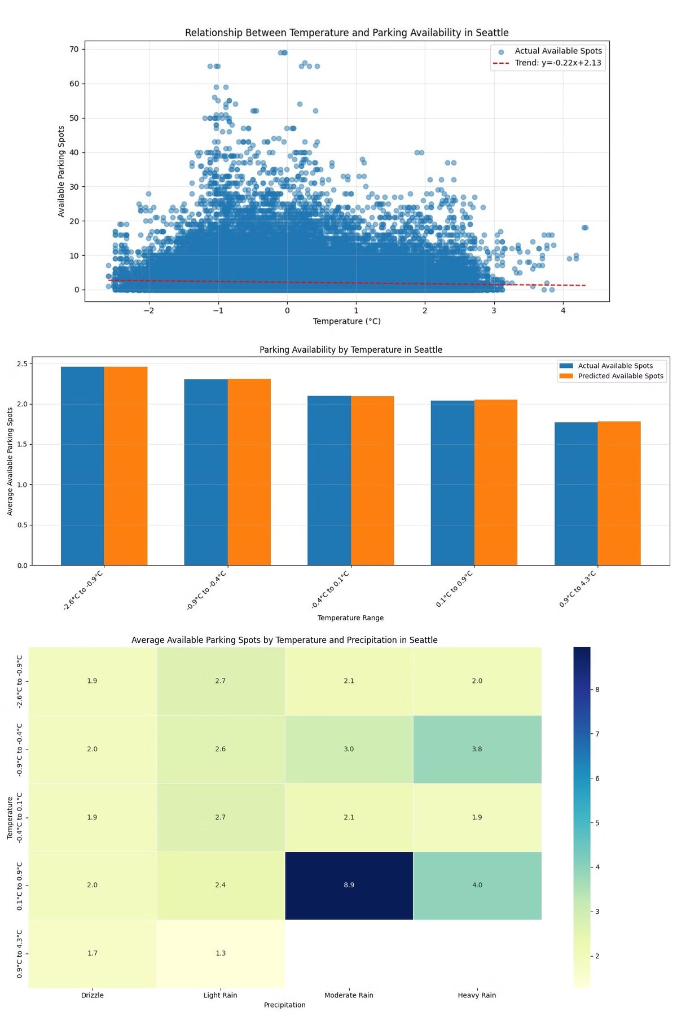 Relationship Between Temperature and Parking Availability in Seattle
Actual Available Spots
Trend: y=-0.22x+2.13
Available Parking Spots
70
60
50
40
30
20
10
0
−2
−1
0
1
2
3
4
Temperature (°C)
Parking Availability by Temperature in Seattle
Actual Available Spots
Predicted Available Spots
Average Available Parking Spots
2.5
2.0
1.5
1.0
0.5
0.0
-2.6°C to -0.9°C
-0.9°C to -0.4°C
-0.4°C to 0.1°C
0.1°C to 0.9°C
0.9°C to 4.3°C
Temperature Range
Average Available Parking Spots by Temperature and Precipitation in Seattle
Temperature
-2.6°C to -0.9°C
1.9 2.7 2.1 2.0
-0.9°C to -0.4°C
2.0 2.6 3.0 3.8
-0.4°C to 0.1°C
1.9 2.7 2.1 1.9
0.1°C to 0.9°C
2.0 2.4 8.9 4.0
0.9°C to 4.3°C
1.7 1.3
Drizzle
Light Rain
Moderate Rain
Heavy Rain
Precipitation
8
7
6
5
4
3
2